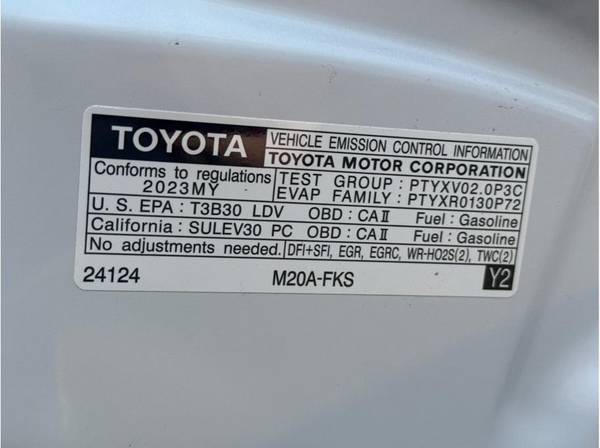 TOYOTA
VEHICLE EMISSION CONTROL INFORMATION
TOYOTA MOTOR CORPORATION
Conforms to regulations
2023MY
TEST GROUP : PTYXV02.0P3C
EVAP FAMILY : PTYXR0130P72
U. S. EPA : T3B30 LDV OBD : CAⅡ Fuel : Gasoline
California : SULEV30 PC OBD : CAⅡ Fuel : Gasoline
No adjustments needed. DFI+SFI, EGR, EGRC, WR-HO2S(2), TWC(2)
24124 M20A-FKS Y2